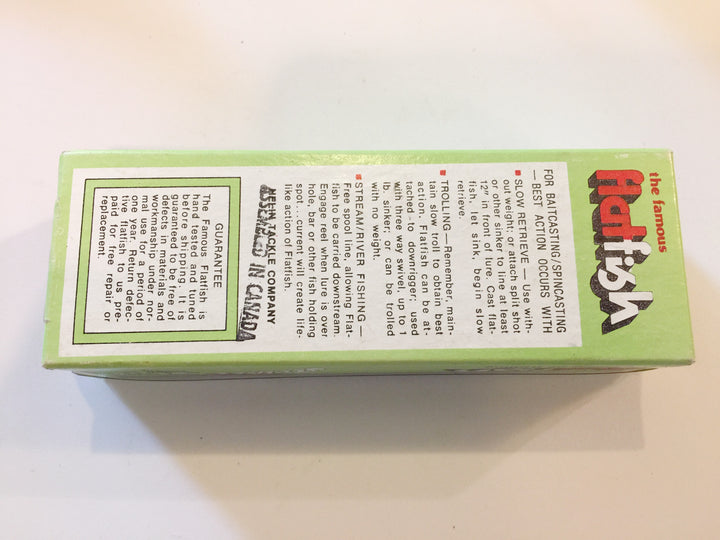 the famous
flatfish
FOR BAITCASTING/SPINCASTING
— BEST ACTION OCCURS WITH
SLOW RETRIEVE — Use with-
out weight; or attach split shot
or other sinker to line at least
12" in front of lure. Cast flat-
fish, let sink, begin slow
retrieve.
TROLLING — Remember, main-
tain slow troll to obtain best
action. Flatfish can be at-
tached - to downrigger; used
with three way swivel, up to 1
lb. sinker; or can be trolled
with no weight.
STREAM/RIVER FISHING —
Free spool line, allowing Flat-
fish to be carried downstream.
Engage reel when lure is over
hole, bar or other fish holding
spot...current will create life-
like action of Flatfish.
HELIN TACKLE COMPANY
ASSEMBLED IN CANADA
GUARANTEE
The Famous Flatfish is
hand tested and tuned
before shipping. It is
guaranteed to be free of
defects in materials and
workmanship under nor-
mal use for a period of
one year. Return defec-
tive flatfish to us pre-
paid for free repair or
replacement.